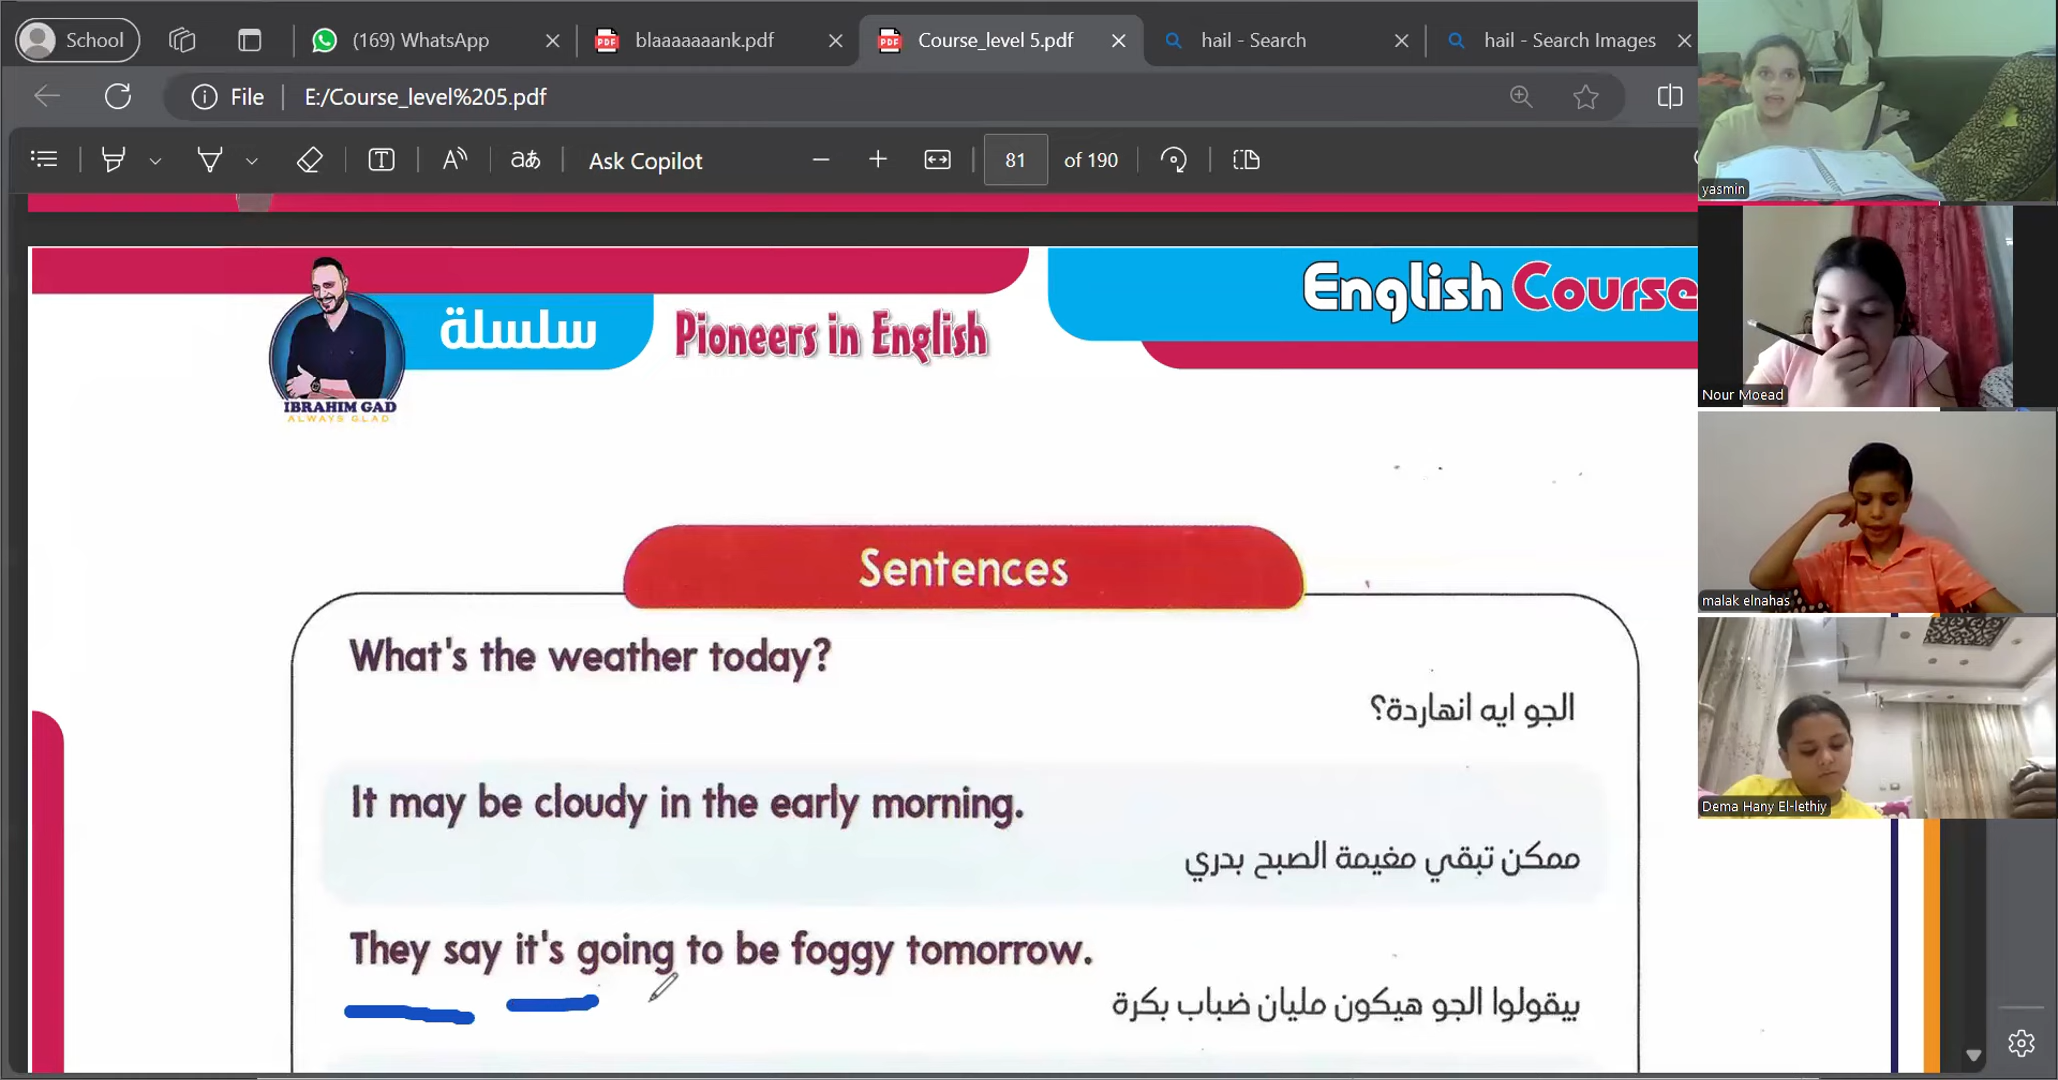 School
(169) WhatsApp
blaaaaaaank.pdf
Course_level 5.pdf
hail - Search
hail - Search Images
File
E:/Course_level%205.pdf
Ask Copilot
81
of 190
سلسلة
Pioneers in English
English Course
IBRAHIM GAD
ALWAYS GLAD
Sentences
What's the weather today?
الجو ايه انهاردة؟
It may be cloudy in the early morning.
ممكن تبقي مغيمة الصبح بدري
They say it's going to be foggy tomorrow.
بيقولوا الجو هيكون مليان ضباب بكرة
yasmin
Nour Moead
malak elnahas
Dema Hany El-lethiy